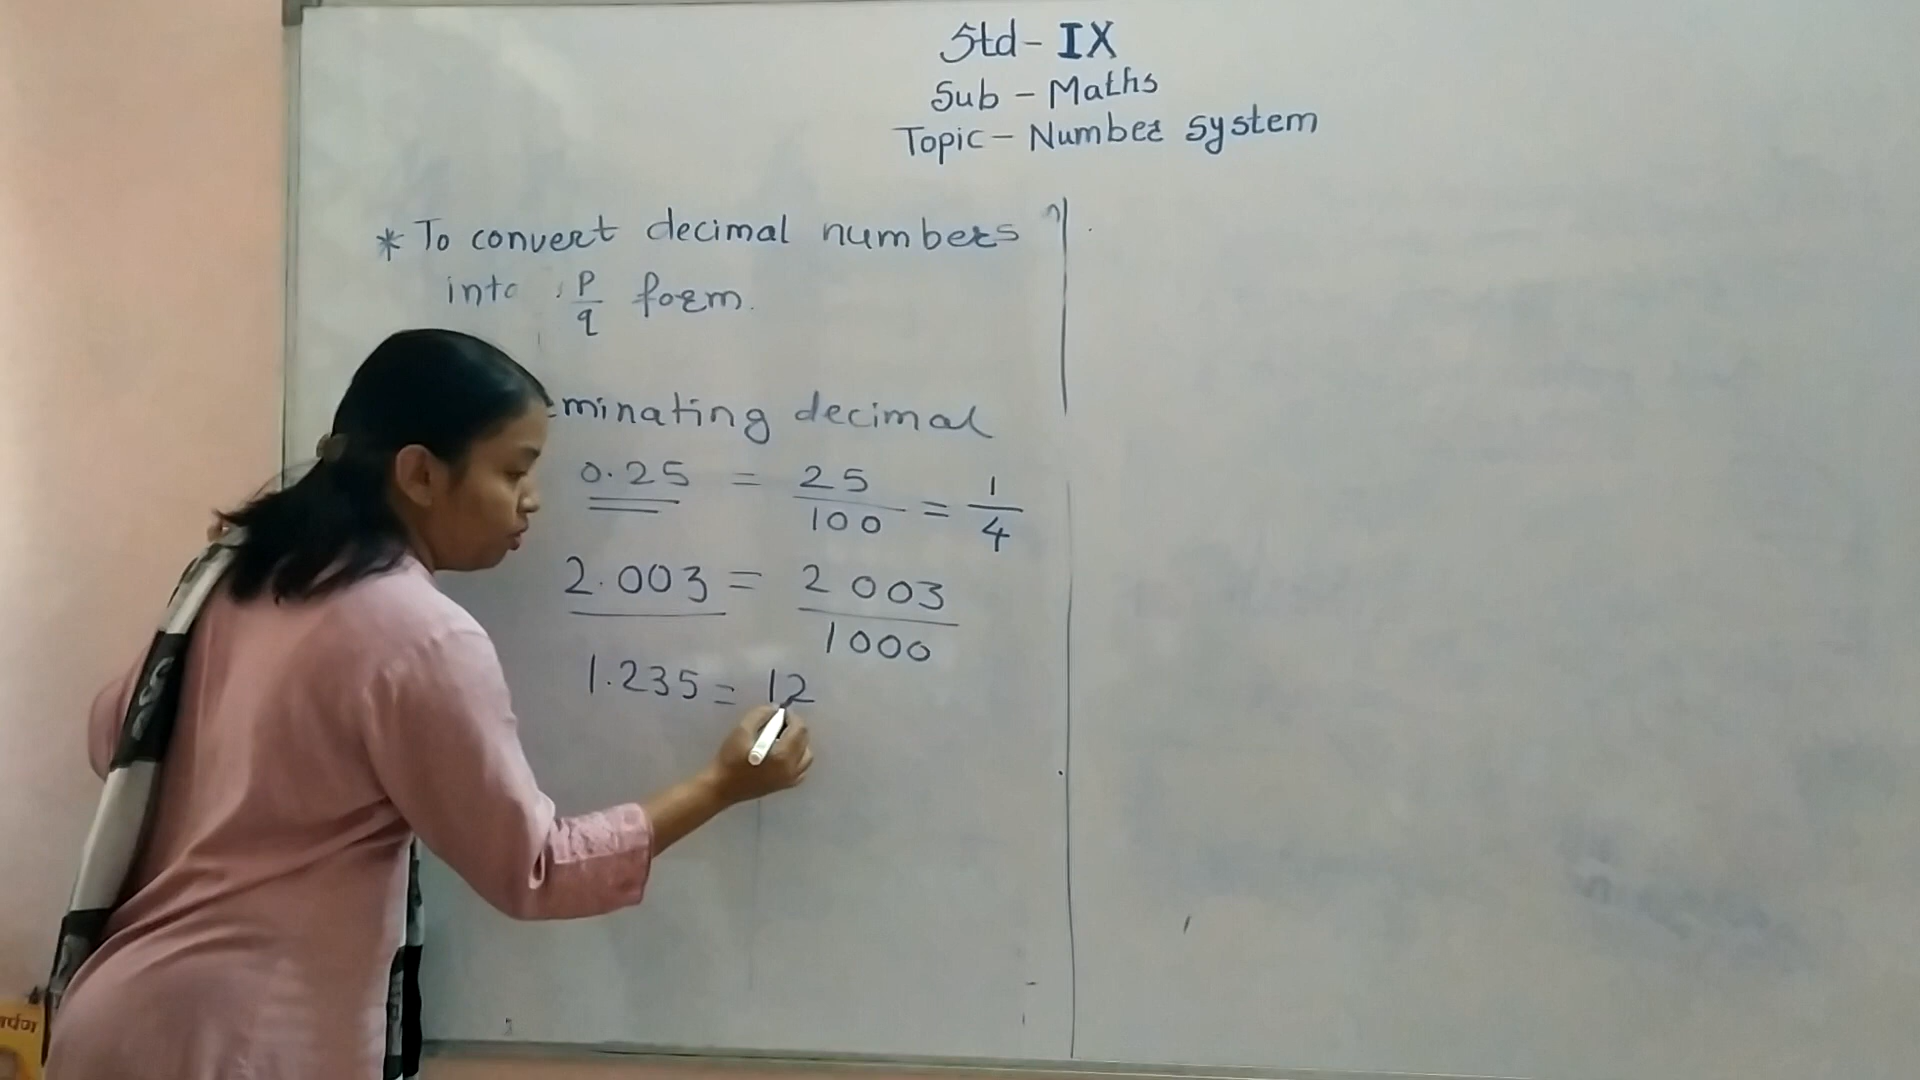 Std - IX
Sub - Maths
Topic - Number system
* To convert decimal numbers
into p/q form.
minating decimal
0.25 = 25/100 = 1/4
2.003 = 2003/1000
1.235 = 12
र्पण